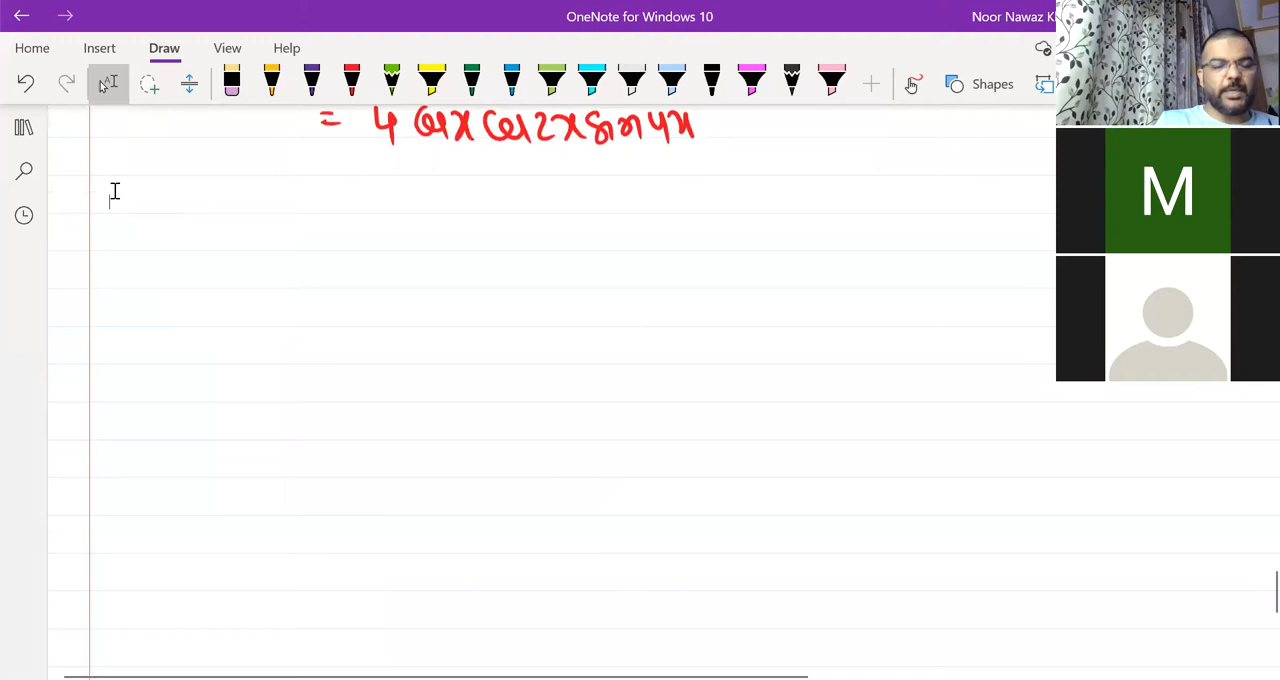 OneNote for Windows 10
Noor Nawaz K
Home Insert Draw View Help
Shapes
= 4 Cos x Cos 2x Sin 4x
M